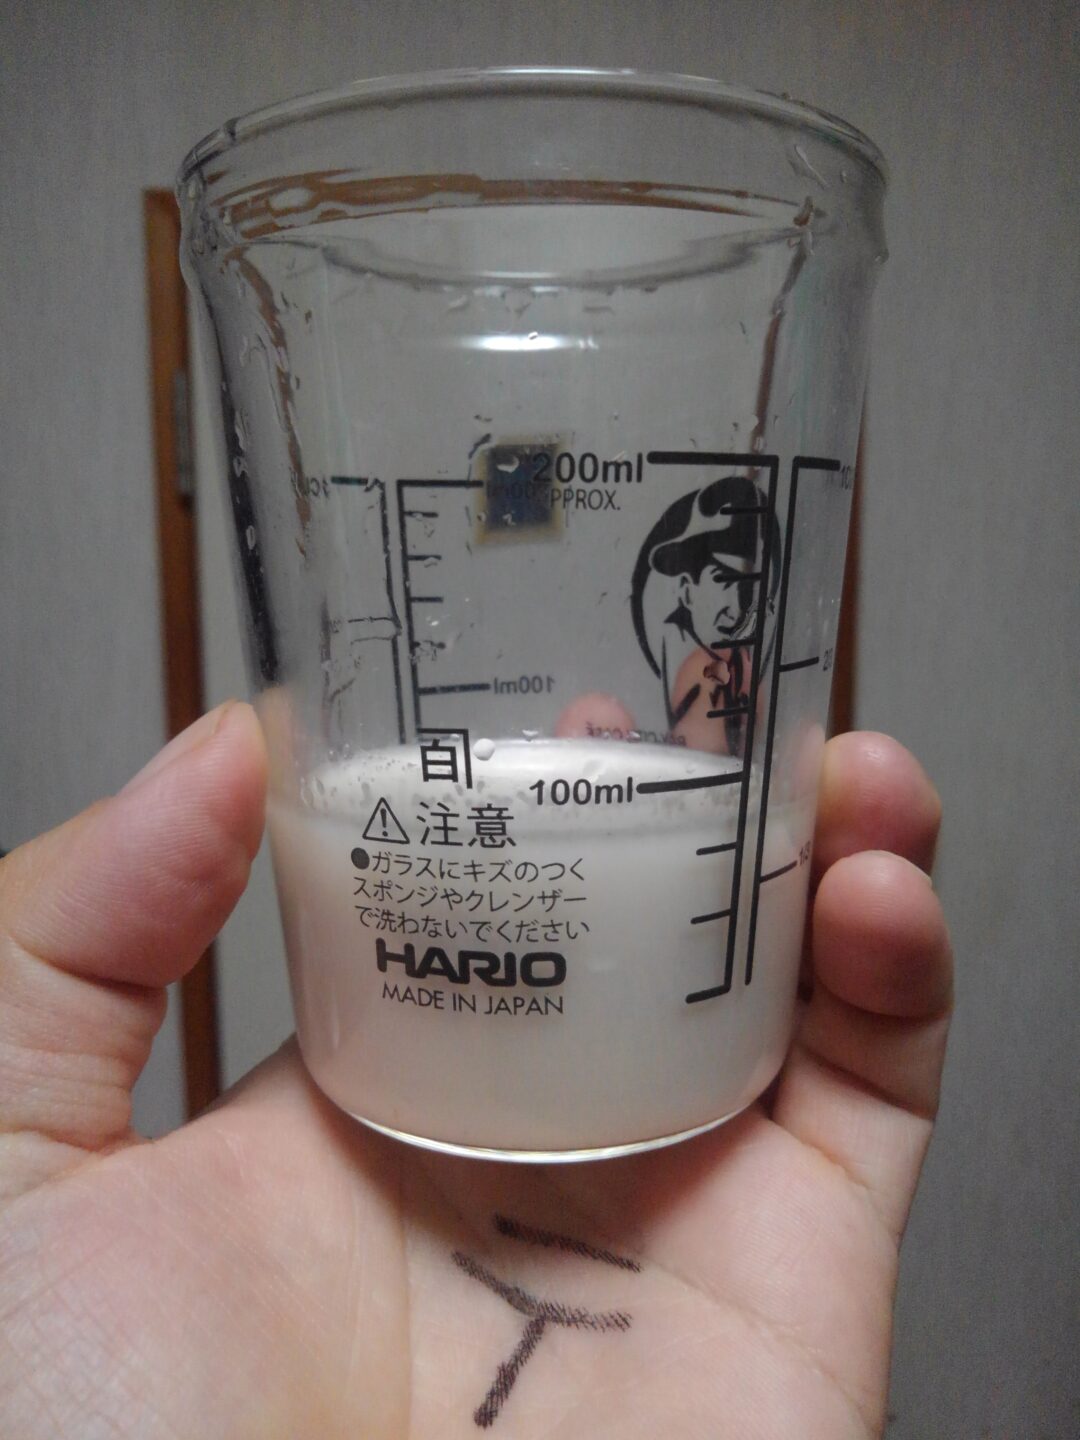 200ml
APPROX.
100ml
⚠注意
●ガラスにキズのつく
スポンジやクレンザー
で洗わないでください
HARIO
MADE IN JAPAN